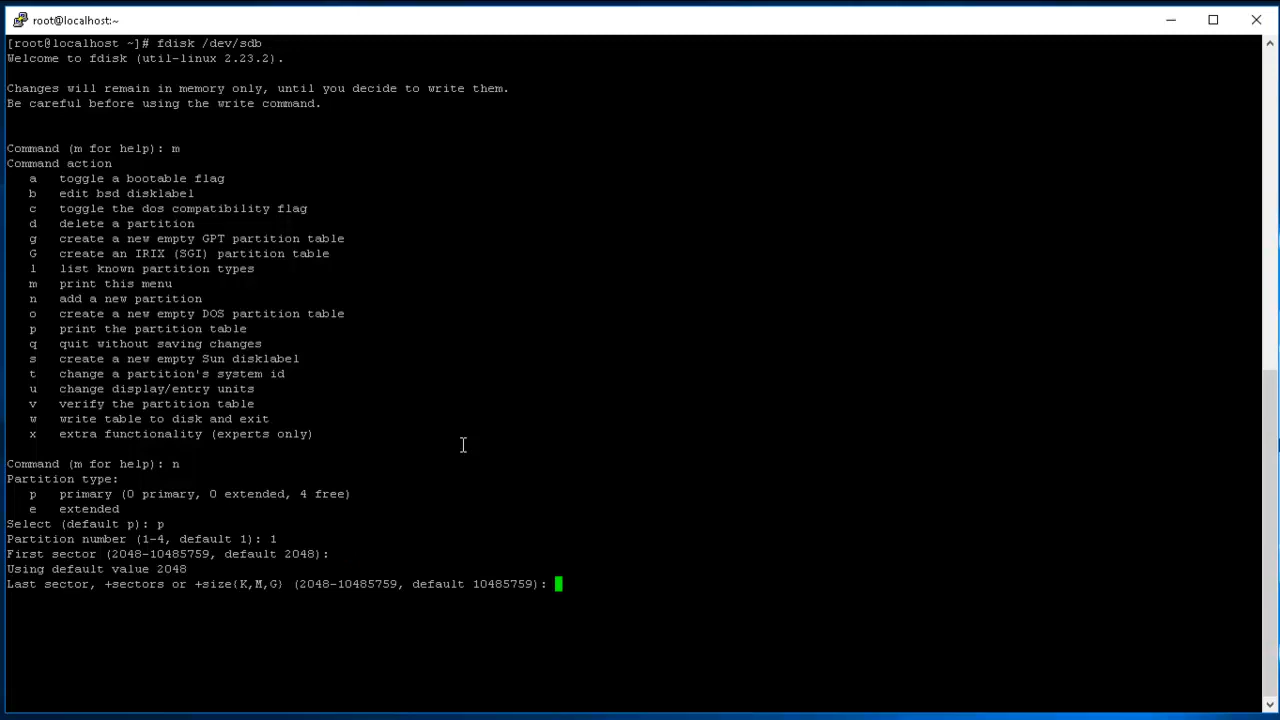 root@localhost:~
[root@localhost ~]# fdisk /dev/sdb
Welcome to fdisk (util-linux 2.23.2).
Changes will remain in memory only, until you decide to write them.
Be careful before using the write command.
Command (m for help): m
Command action
a   toggle a bootable flag
b   edit bsd disklabel
c   toggle the dos compatibility flag
d   delete a partition
g   create a new empty GPT partition table
G   create an IRIX (SGI) partition table
l   list known partition types
m   print this menu
n   add a new partition
o   create a new empty DOS partition table
p   print the partition table
q   quit without saving changes
s   create a new empty Sun disklabel
t   change a partition's system id
u   change display/entry units
v   verify the partition table
w   write table to disk and exit
x   extra functionality (experts only)
Command (m for help): n
Partition type:
p   primary (0 primary, 0 extended, 4 free)
e   extended
Select (default p): p
Partition number (1-4, default 1): 1
First sector (2048-10485759, default 2048):
Using default value 2048
Last sector, +sectors or +size{K,M,G} (2048-10485759, default 10485759):